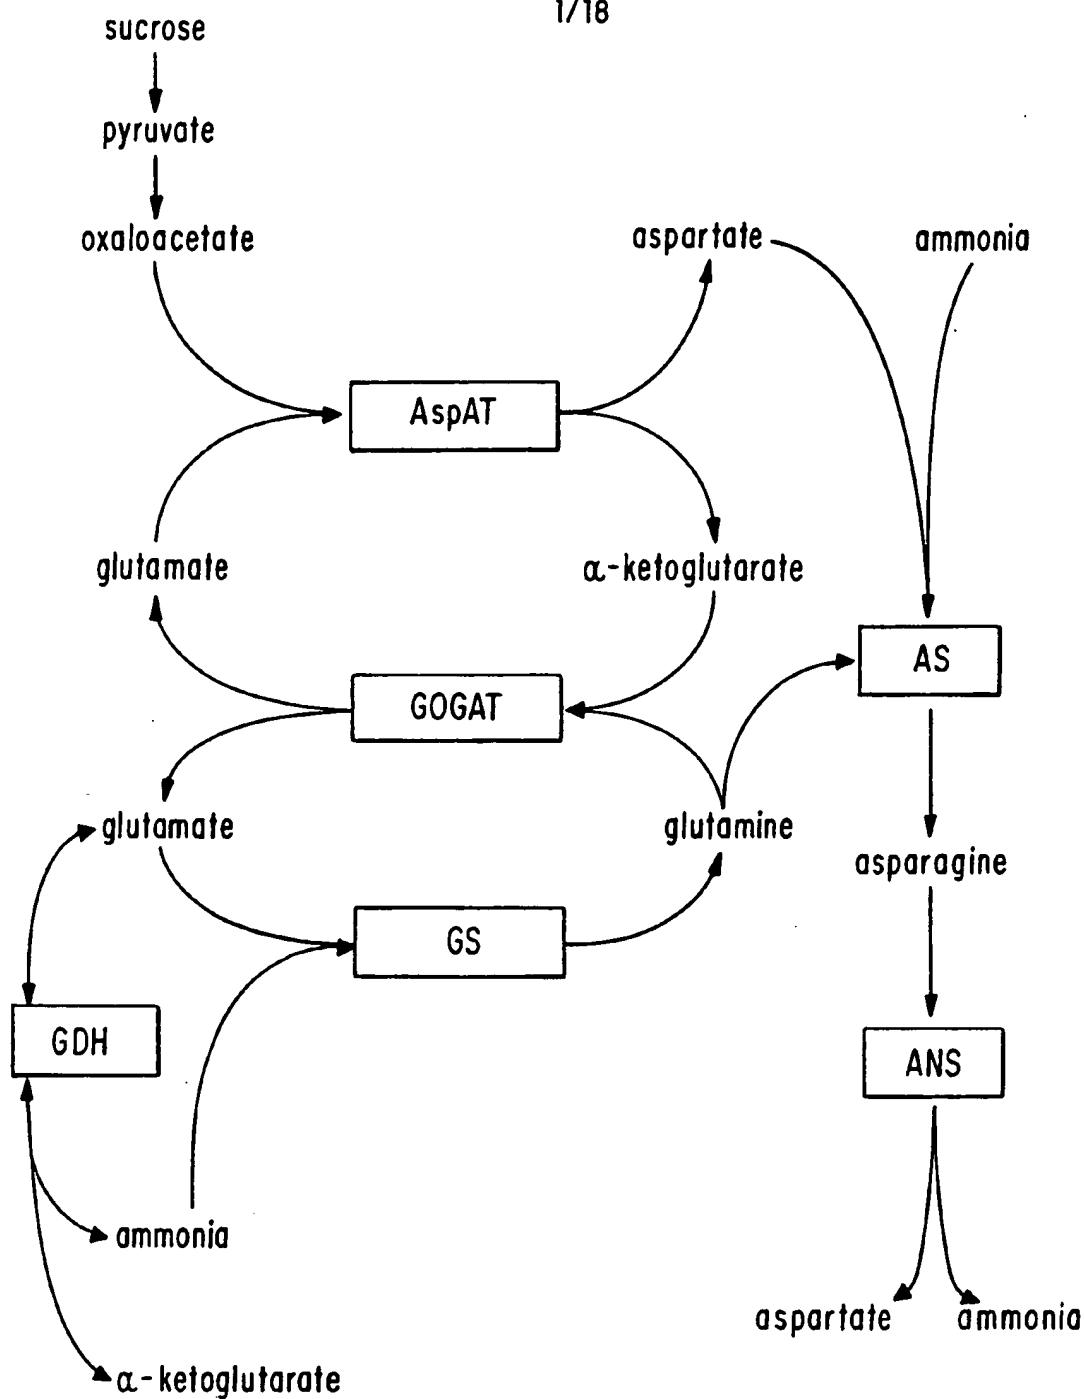 1/18
sucrose
pyruvate
oxaloacetate
aspartate
ammonia
AspAT
glutamate
α-ketoglutarate
AS
GOGAT
glutamate
glutamine
asparagine
GS
GDH
ANS
ammonia
aspartate
ammonia
α-ketoglutarate